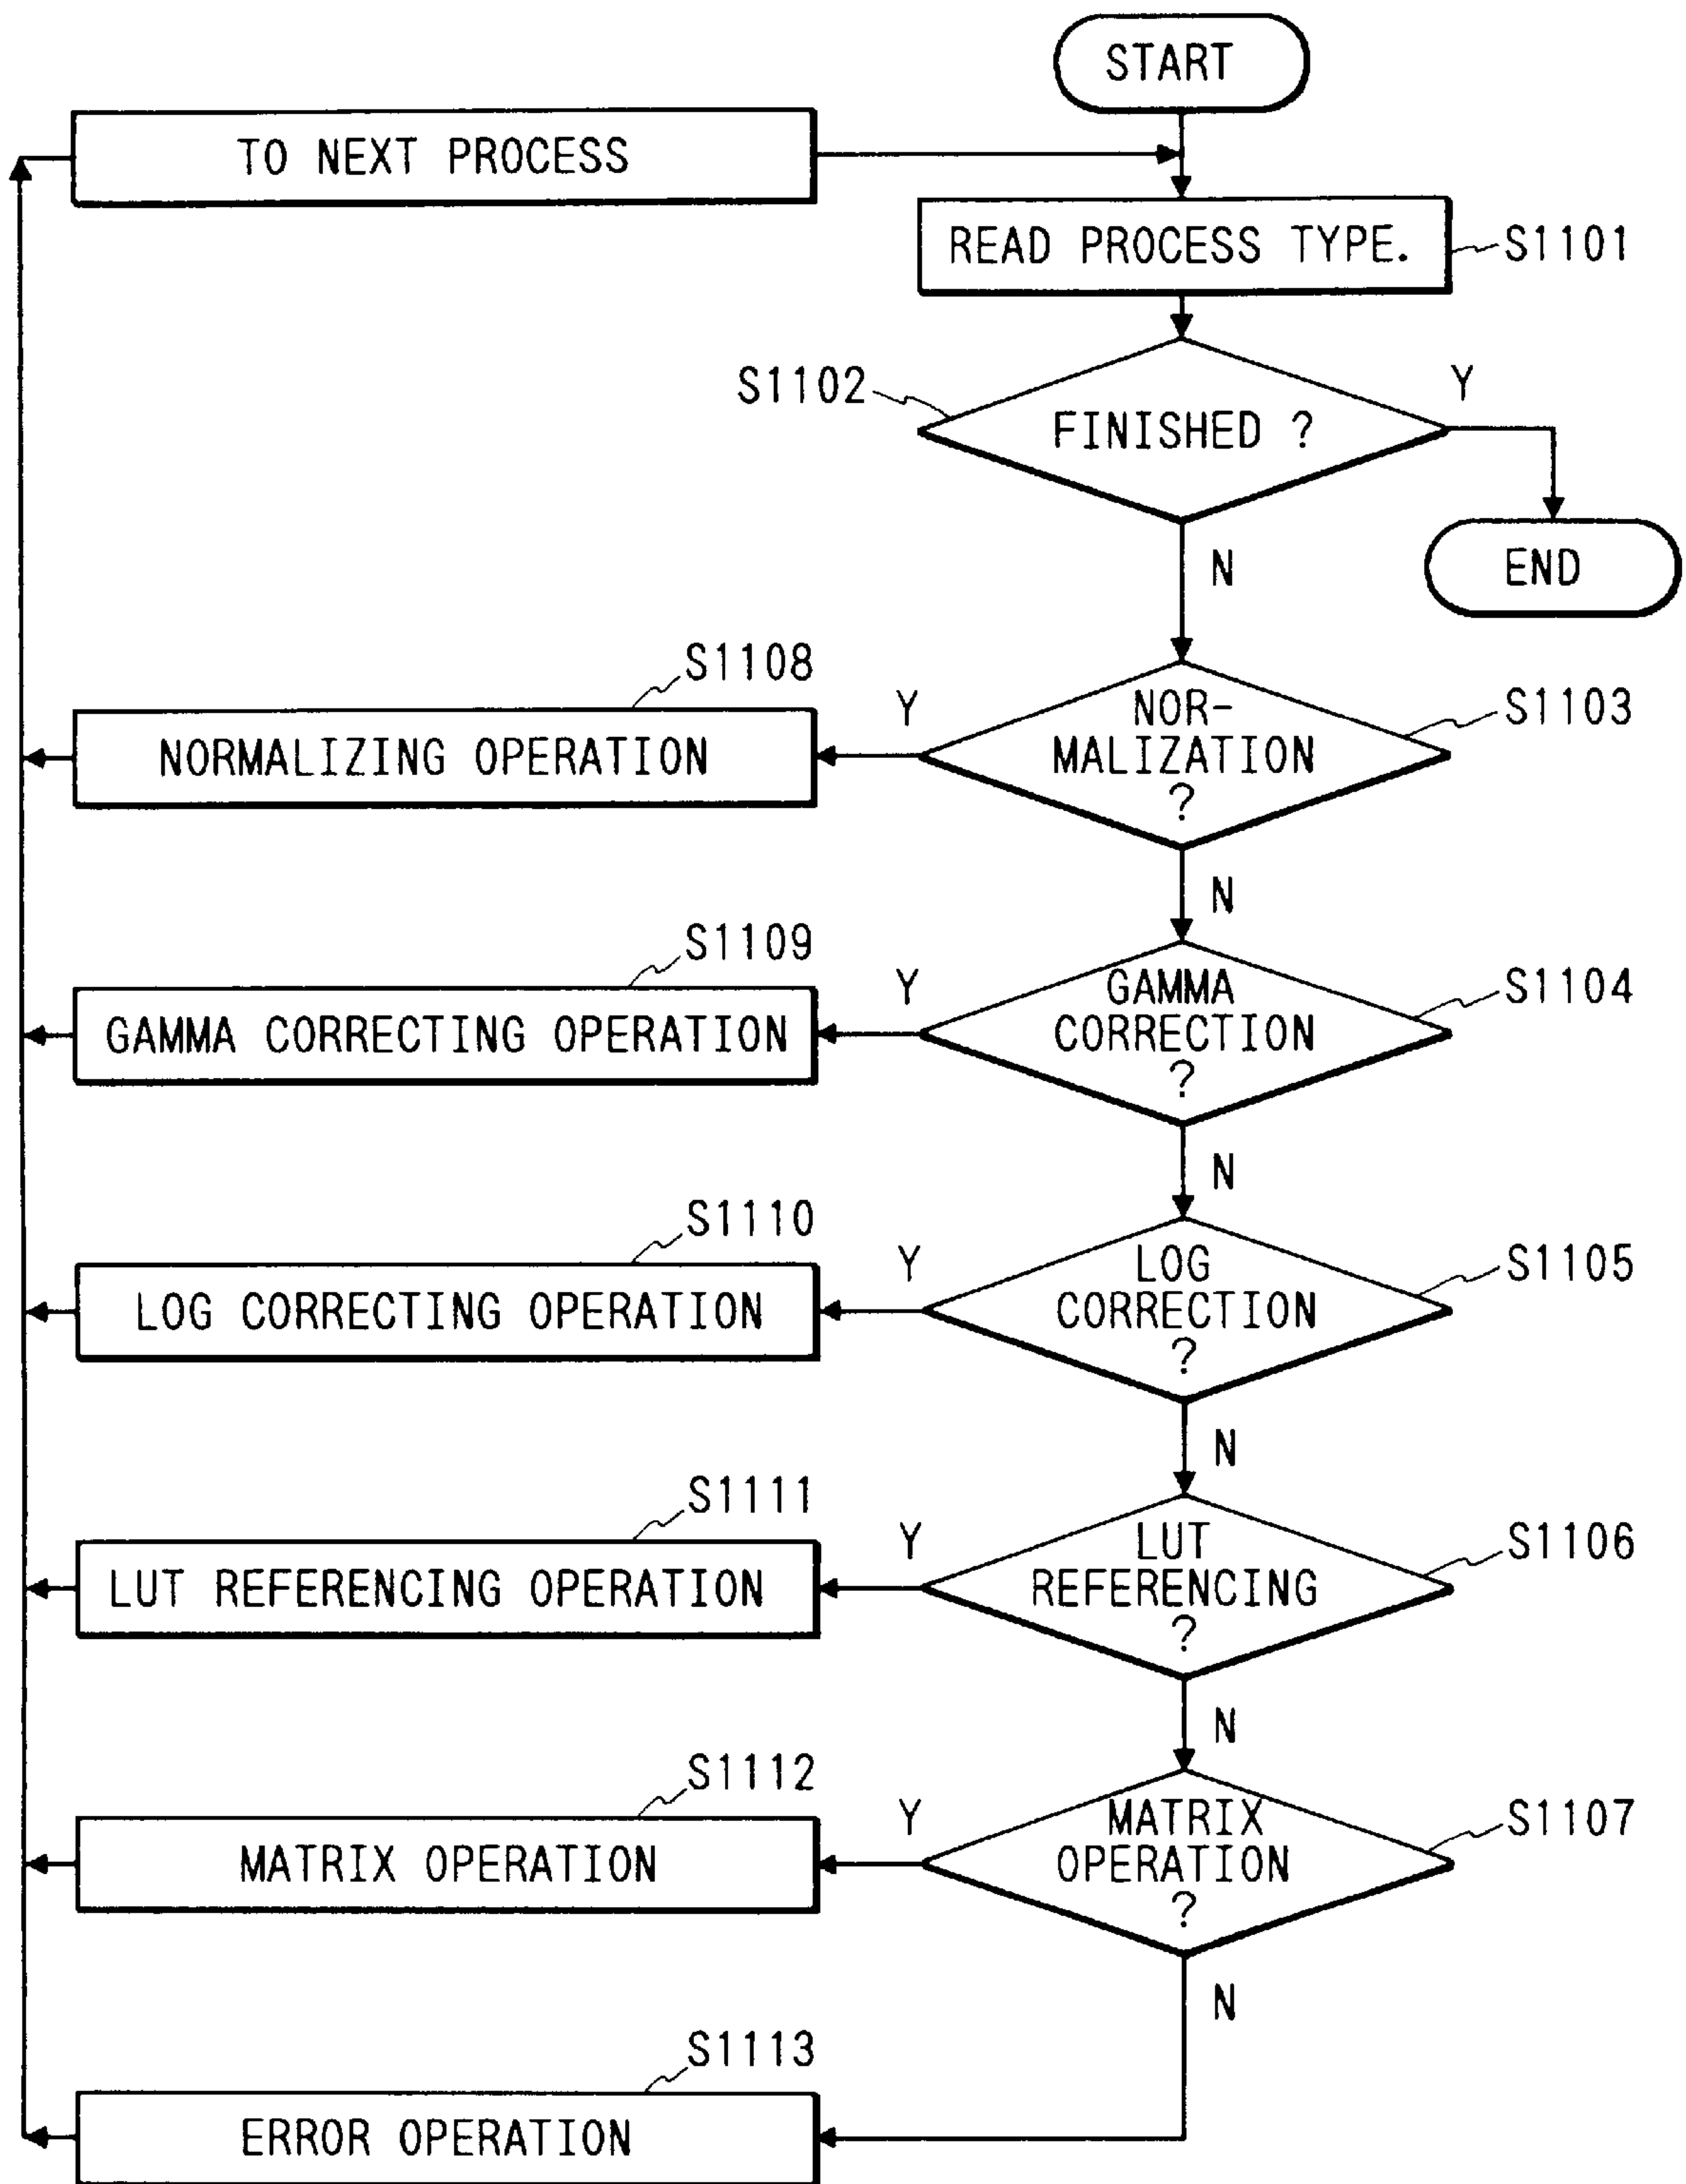 START
TO NEXT PROCESS
READ PROCESS TYPE.
S1101
S1102
FINISHED ?
Y
N
END
S1108
NORMALIZING OPERATION
Y
NOR-
MALIZATION
?
S1103
N
S1109
GAMMA CORRECTING OPERATION
Y
GAMMA
CORRECTION
?
S1104
N
S1110
LOG CORRECTING OPERATION
Y
LOG
CORRECTION
?
S1105
N
S1111
LUT REFERENCING OPERATION
Y
LUT
REFERENCING
?
S1106
N
S1112
MATRIX OPERATION
Y
MATRIX
OPERATION
?
S1107
N
S1113
ERROR OPERATION